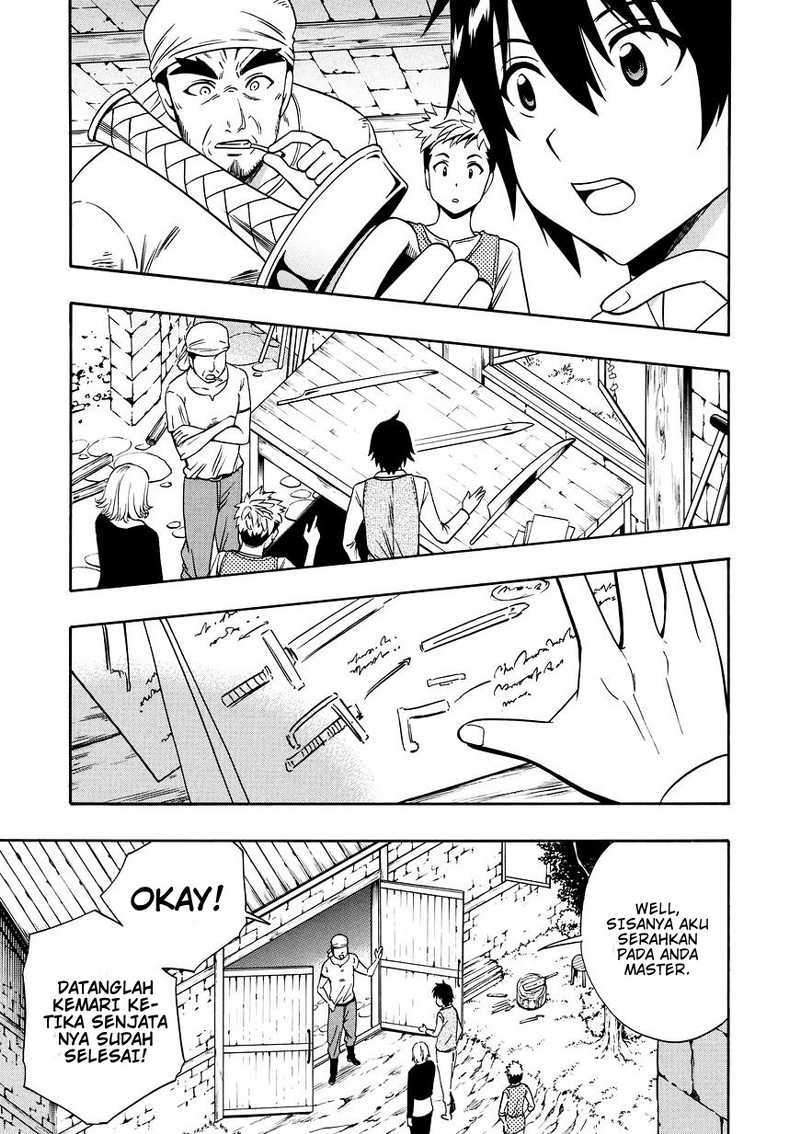 WELL,
SISANYA AKU
SERAHKAN
PADA ANDA
MASTER.
OKAY!
DATANGLAH
KEMARI KE-
TIKA SENJATA
NYA SUDAH
SELESAI!